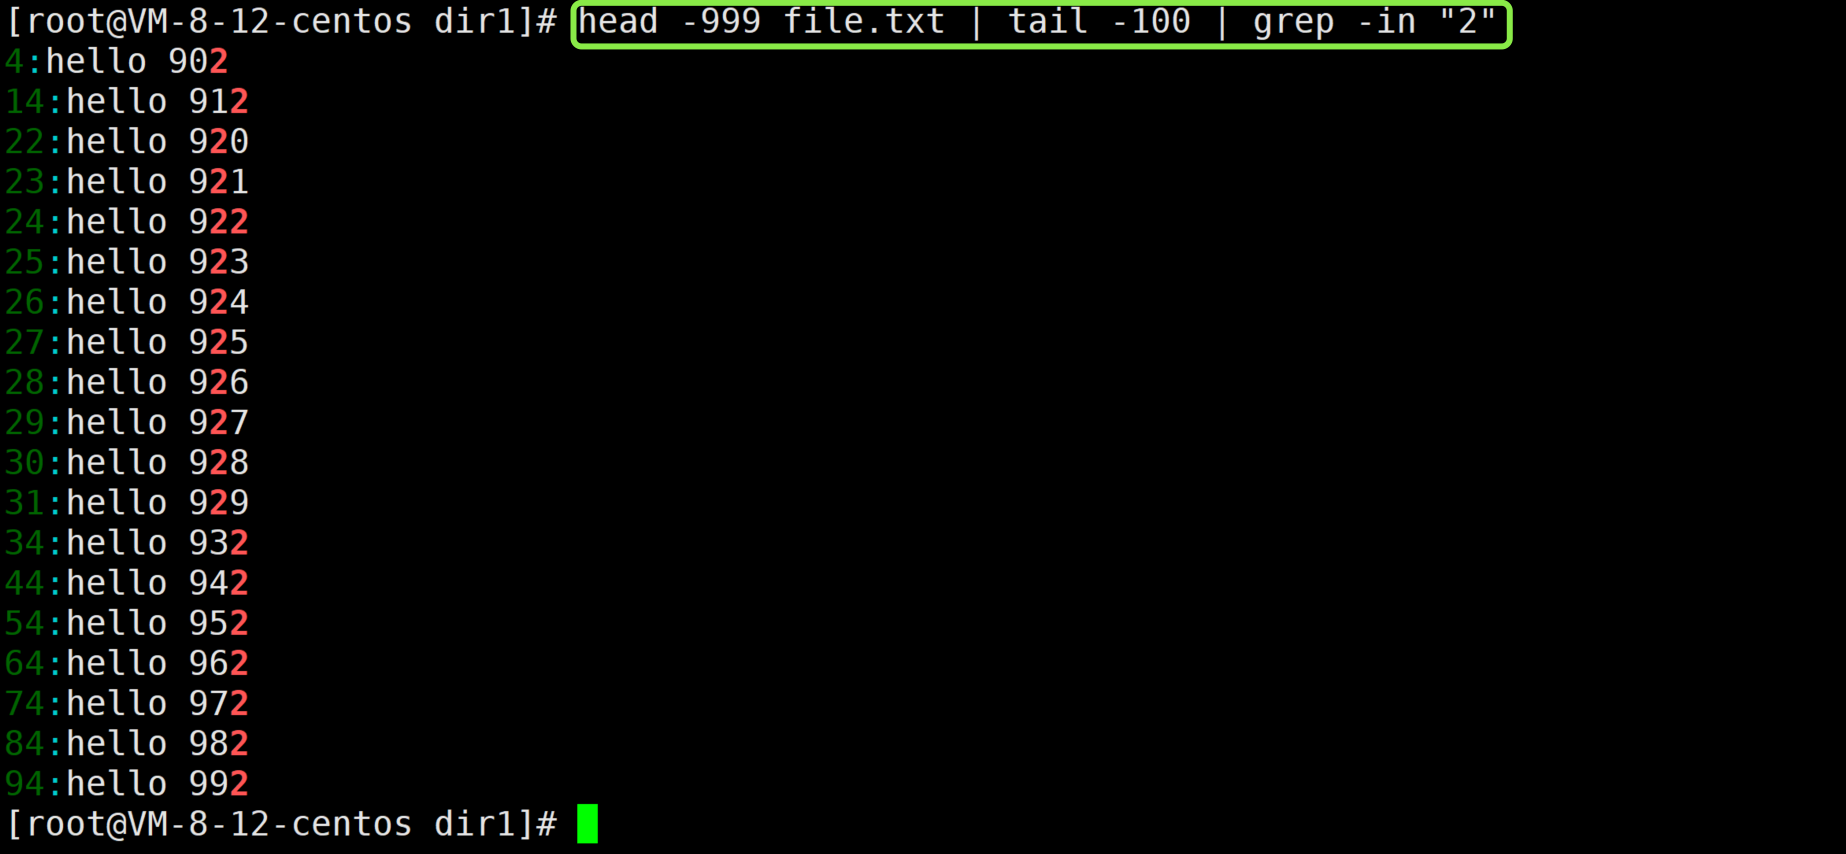 [root@VM-8-12-centos dir1]# head -999 file.txt | tail -100 | grep -in "2"
4:hello 902
14:hello 912
22:hello 920
23:hello 921
24:hello 922
25:hello 923
26:hello 924
27:hello 925
28:hello 926
29:hello 927
30:hello 928
31:hello 929
34:hello 932
44:hello 942
54:hello 952
64:hello 962
74:hello 972
84:hello 982
94:hello 992
[root@VM-8-12-centos dir1]#